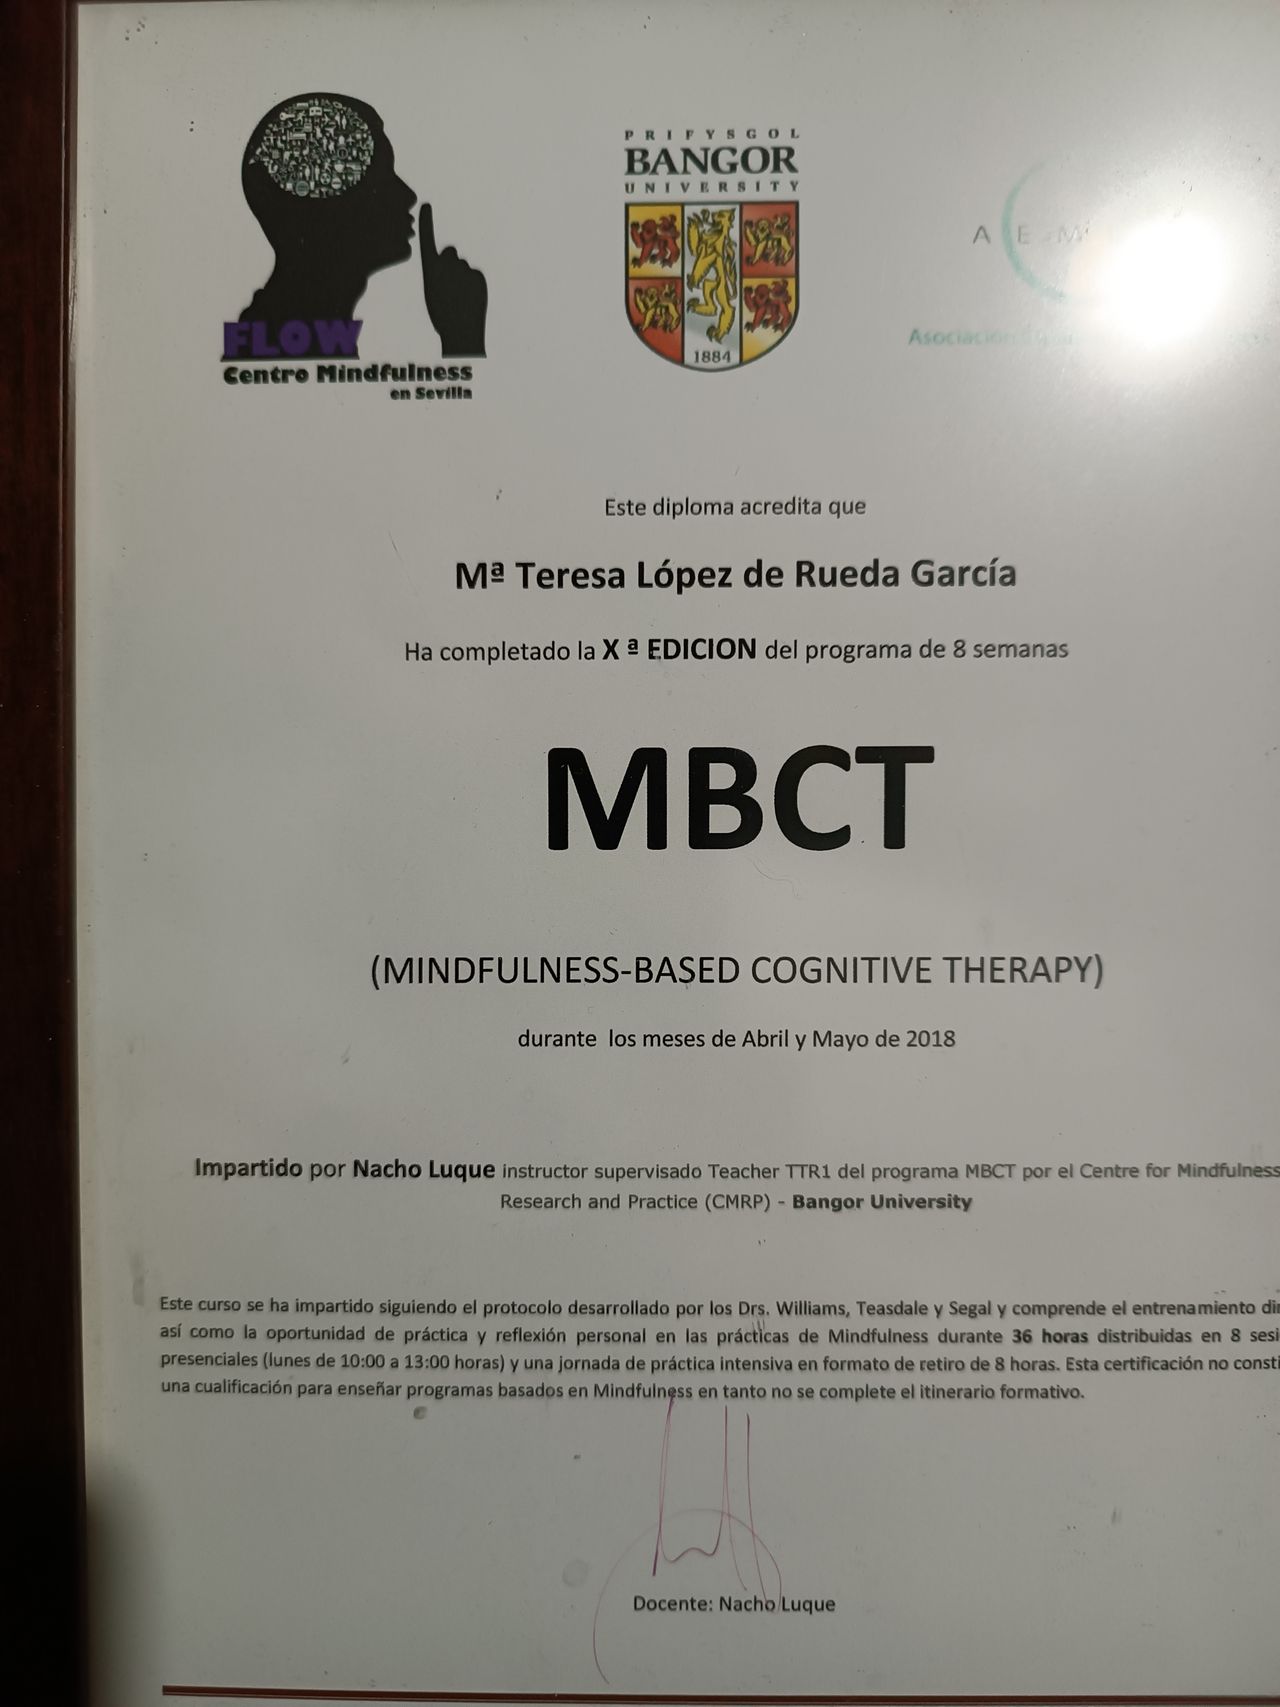 PRIFYSGOL
BANGOR
UNIVERSITY
1884
FLOW
Centro Mindfulness
en Sevilla
A E M
Asociación
Este diploma acredita que
Mª Teresa López de Rueda García
Ha completado la X ª EDICION del programa de 8 semanas
MBCT
(MINDFULNESS-BASED COGNITIVE THERAPY)
durante los meses de Abril y Mayo de 2018
Impartido por Nacho Luque instructor supervisado Teacher TTR1 del programa MBCT por el Centre for Mindfulness
Research and Practice (CMRP) - Bangor University
Este curso se ha impartido siguiendo el protocolo desarrollado por los Drs. Williams, Teasdale y Segal y comprende el entrenamiento di
así como la oportunidad de práctica y reflexión personal en las prácticas de Mindfulness durante 36 horas distribuidas en 8 sesi
presenciales (lunes de 10:00 a 13:00 horas) y una jornada de práctica intensiva en formato de retiro de 8 horas. Esta certificación no consti
una cualificación para enseñar programas basados en Mindfulness en tanto no se complete el itinerario formativo.
Docente: Nacho Luque